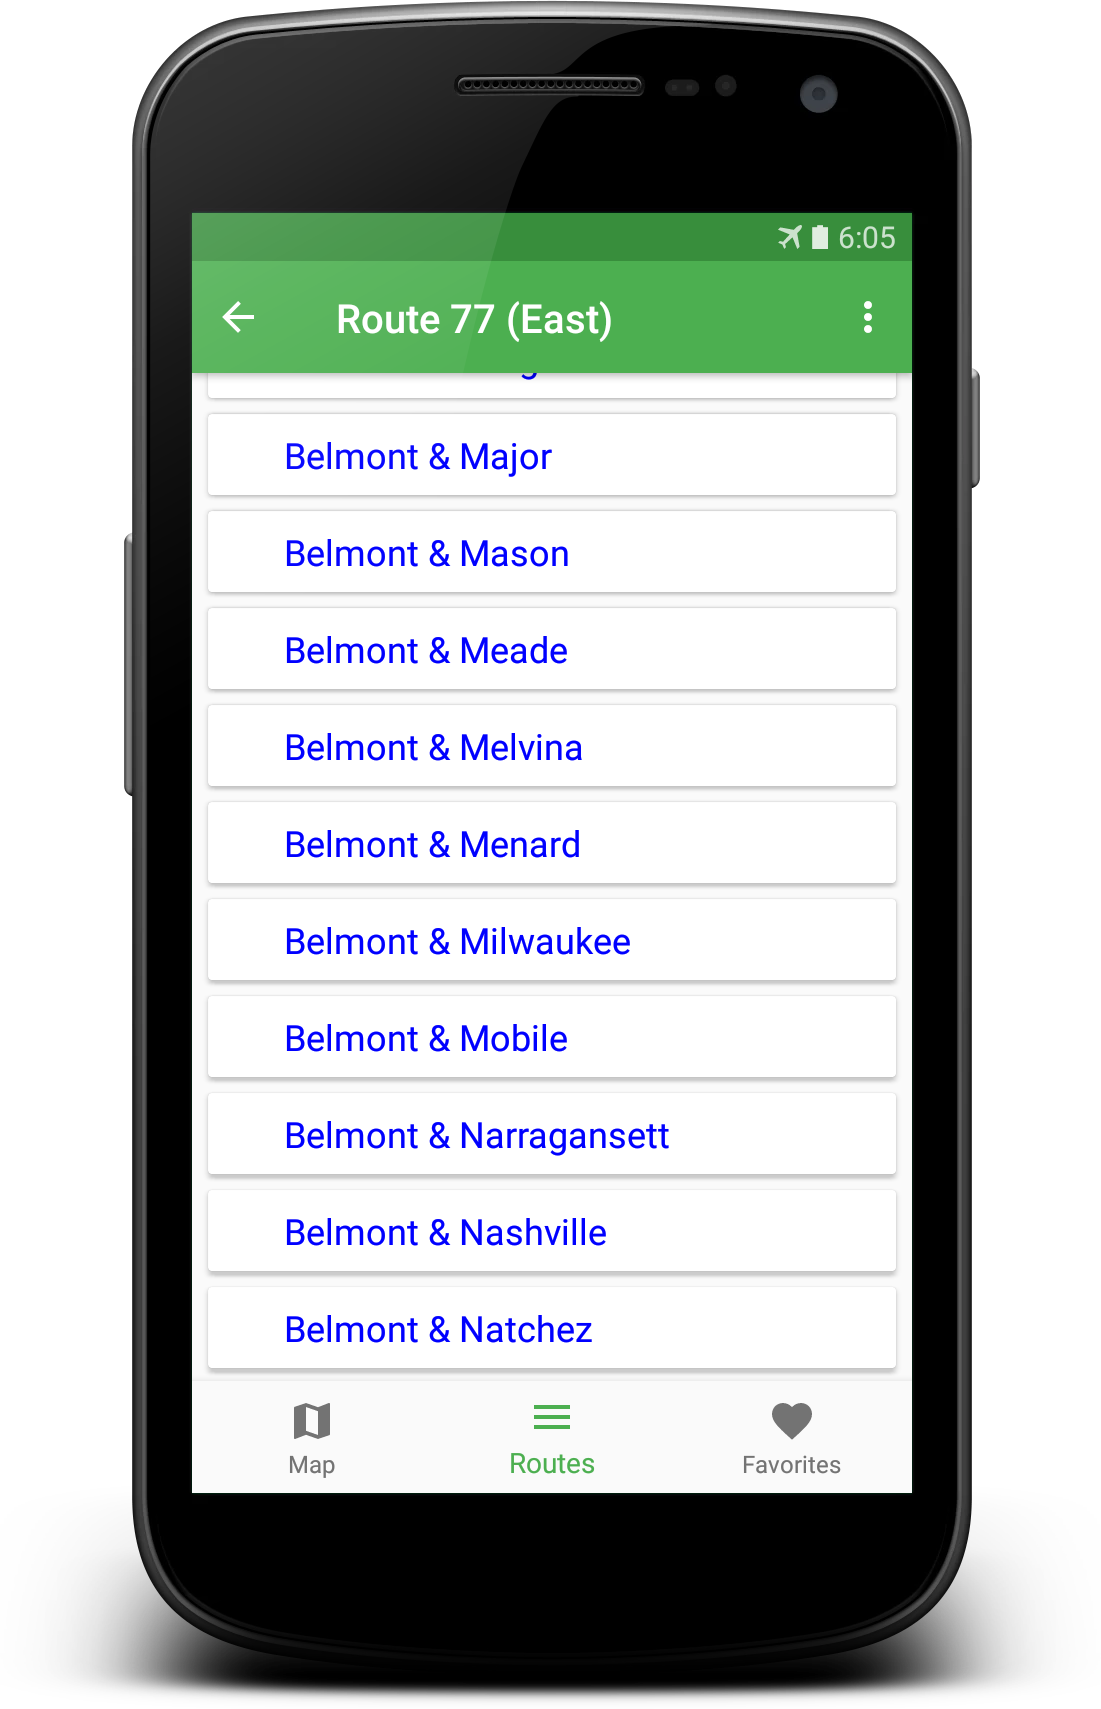 6:05
Route 77 (East)
Belmont & Major
Belmont & Mason
Belmont & Meade
Belmont & Melvina
Belmont & Menard
Belmont & Milwaukee
Belmont & Mobile
Belmont & Narragansett
Belmont & Nashville
Belmont & Natchez
Map
Routes
Favorites